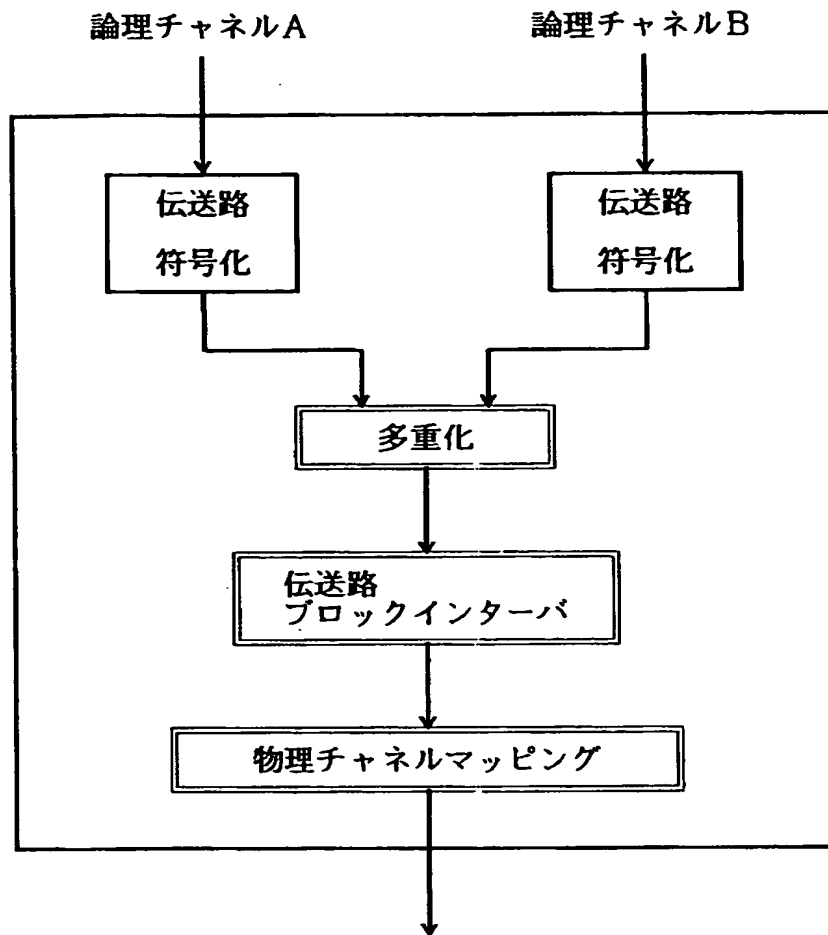 論理チャネルA
論理チャネルB
伝送路
符号化
伝送路
符号化
多重化
伝送路
ブロックインターバ
物理チャネルマッピング